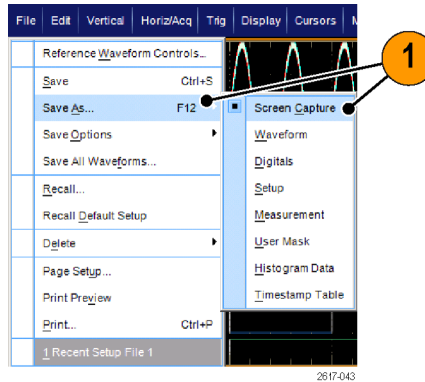 File Edit Vertical Horiz/Acq Trig Display Cursors
1
Reference Waveform Controls...
Save Ctrl+S
Save As... F12
Save Options
Save All Waveforms...
Recall...
Recall Default Setup
Delete
Page Setup...
Print Preview
Print... Ctrl+P
1 Recent Setup File 1
Screen Capture
Waveform
Digitals
Setup
Measurement
User Mask
Histogram Data
Timestamp Table
2617-043